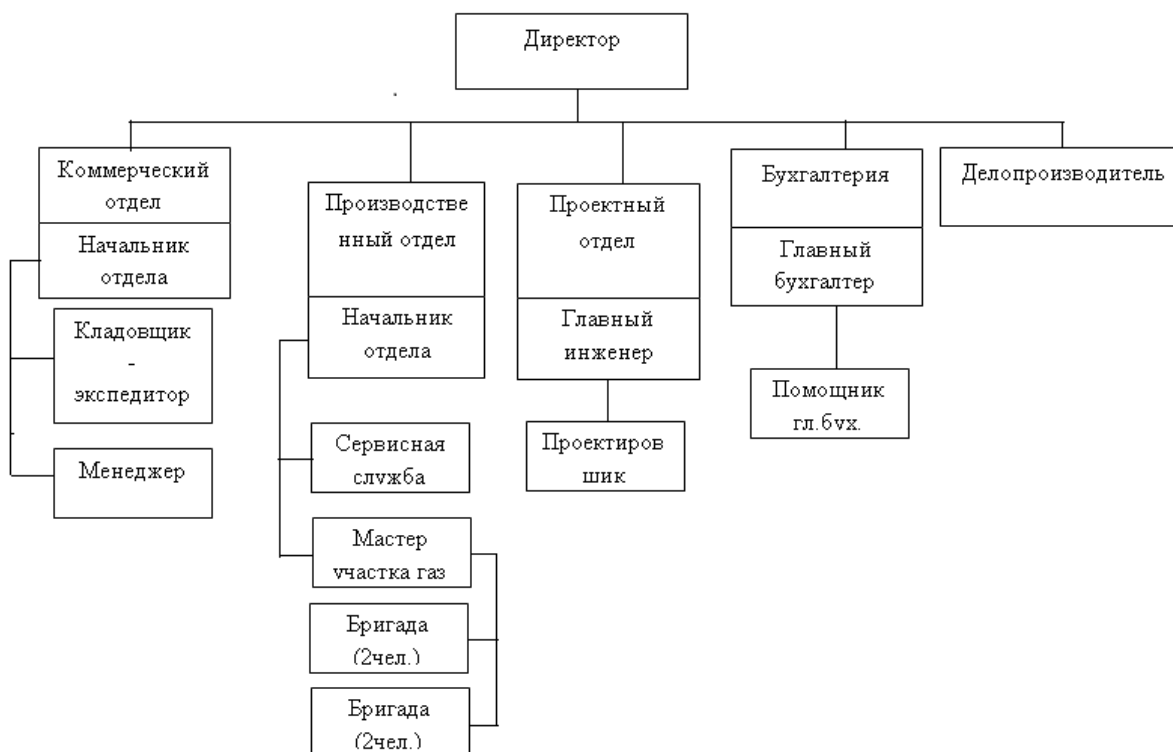 Директор
Коммерческий
отдел
Начальник
отдела
Кладовщик
-
экспедитор
Менеджер
Производстве
нный отдел
Начальник
отдела
Сервисная
служба
Мастер
участка газ
Бригада
(2чел.)
Бригада
(2чел.)
Проектный
отдел
Главный
инженер
Проектиров
шик
Бухгалтерия
Главный
бухгалтер
Помощник
гл.бух.
Делопроизводитель